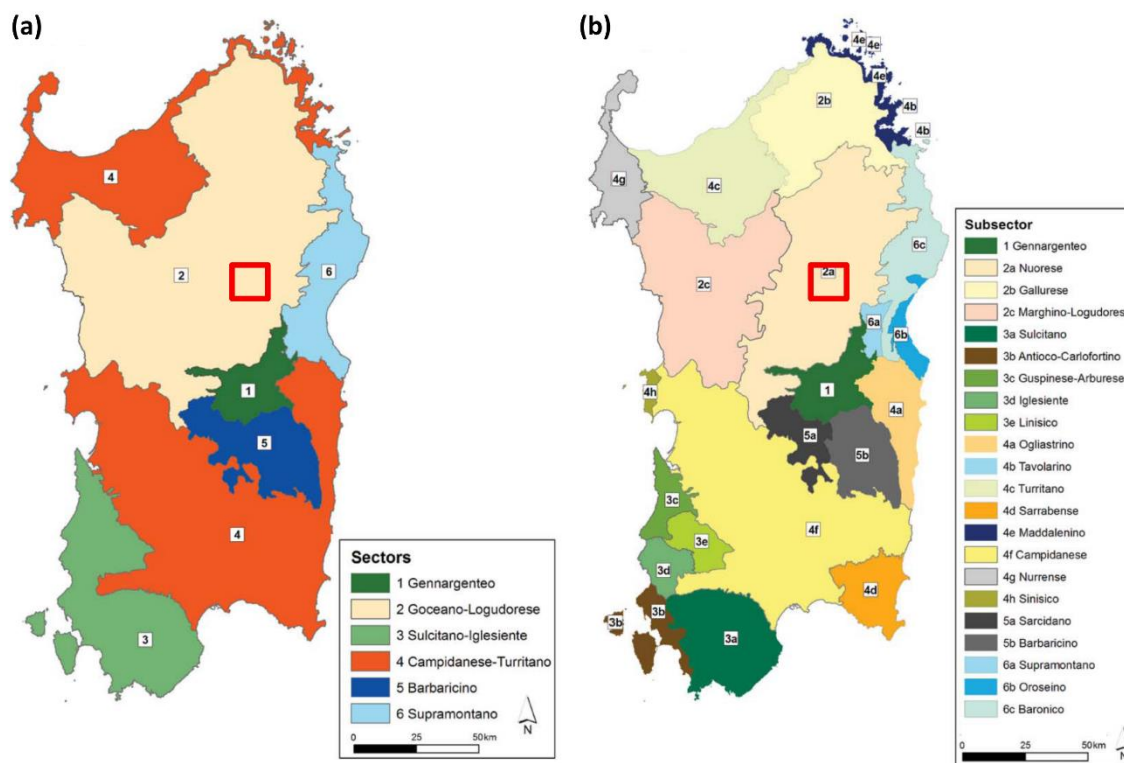 (a)
4
6
2
1
5
4
3
Sectors
1 Gennargenteo
2 Goceano-Logudorese
3 Sulcitano-Iglesiente
4 Campidanese-Turritano
5 Barbaricino
6 Supramontano
N
0 25 50km
(b)
4e
4e
4e
2b
4b
4b
4g
4c
6c
2a
2c
6a
6b
4h
1
4a
5a
5b
3c
3e
4f
3d
3b
3b
4d
3a
Subsector
1 Gennargenteo
2a Nuorese
2b Gallurese
2c Marghino-Logudores
3a Sulcitano
3b Antioco-Carlofortino
3c Guspinese-Arburese
3d Iglesiente
3e Linisico
4a Ogliastrino
4b Tavolarino
4c Turritano
4d Sarrabense
4e Maddalenino
4f Campidanese
4g Nurrense
4h Sinisico
5a Sarcidano
5b Barbaricino
6a Supramontano
6b Oroseino
6c Baronico
N
0 25 50km